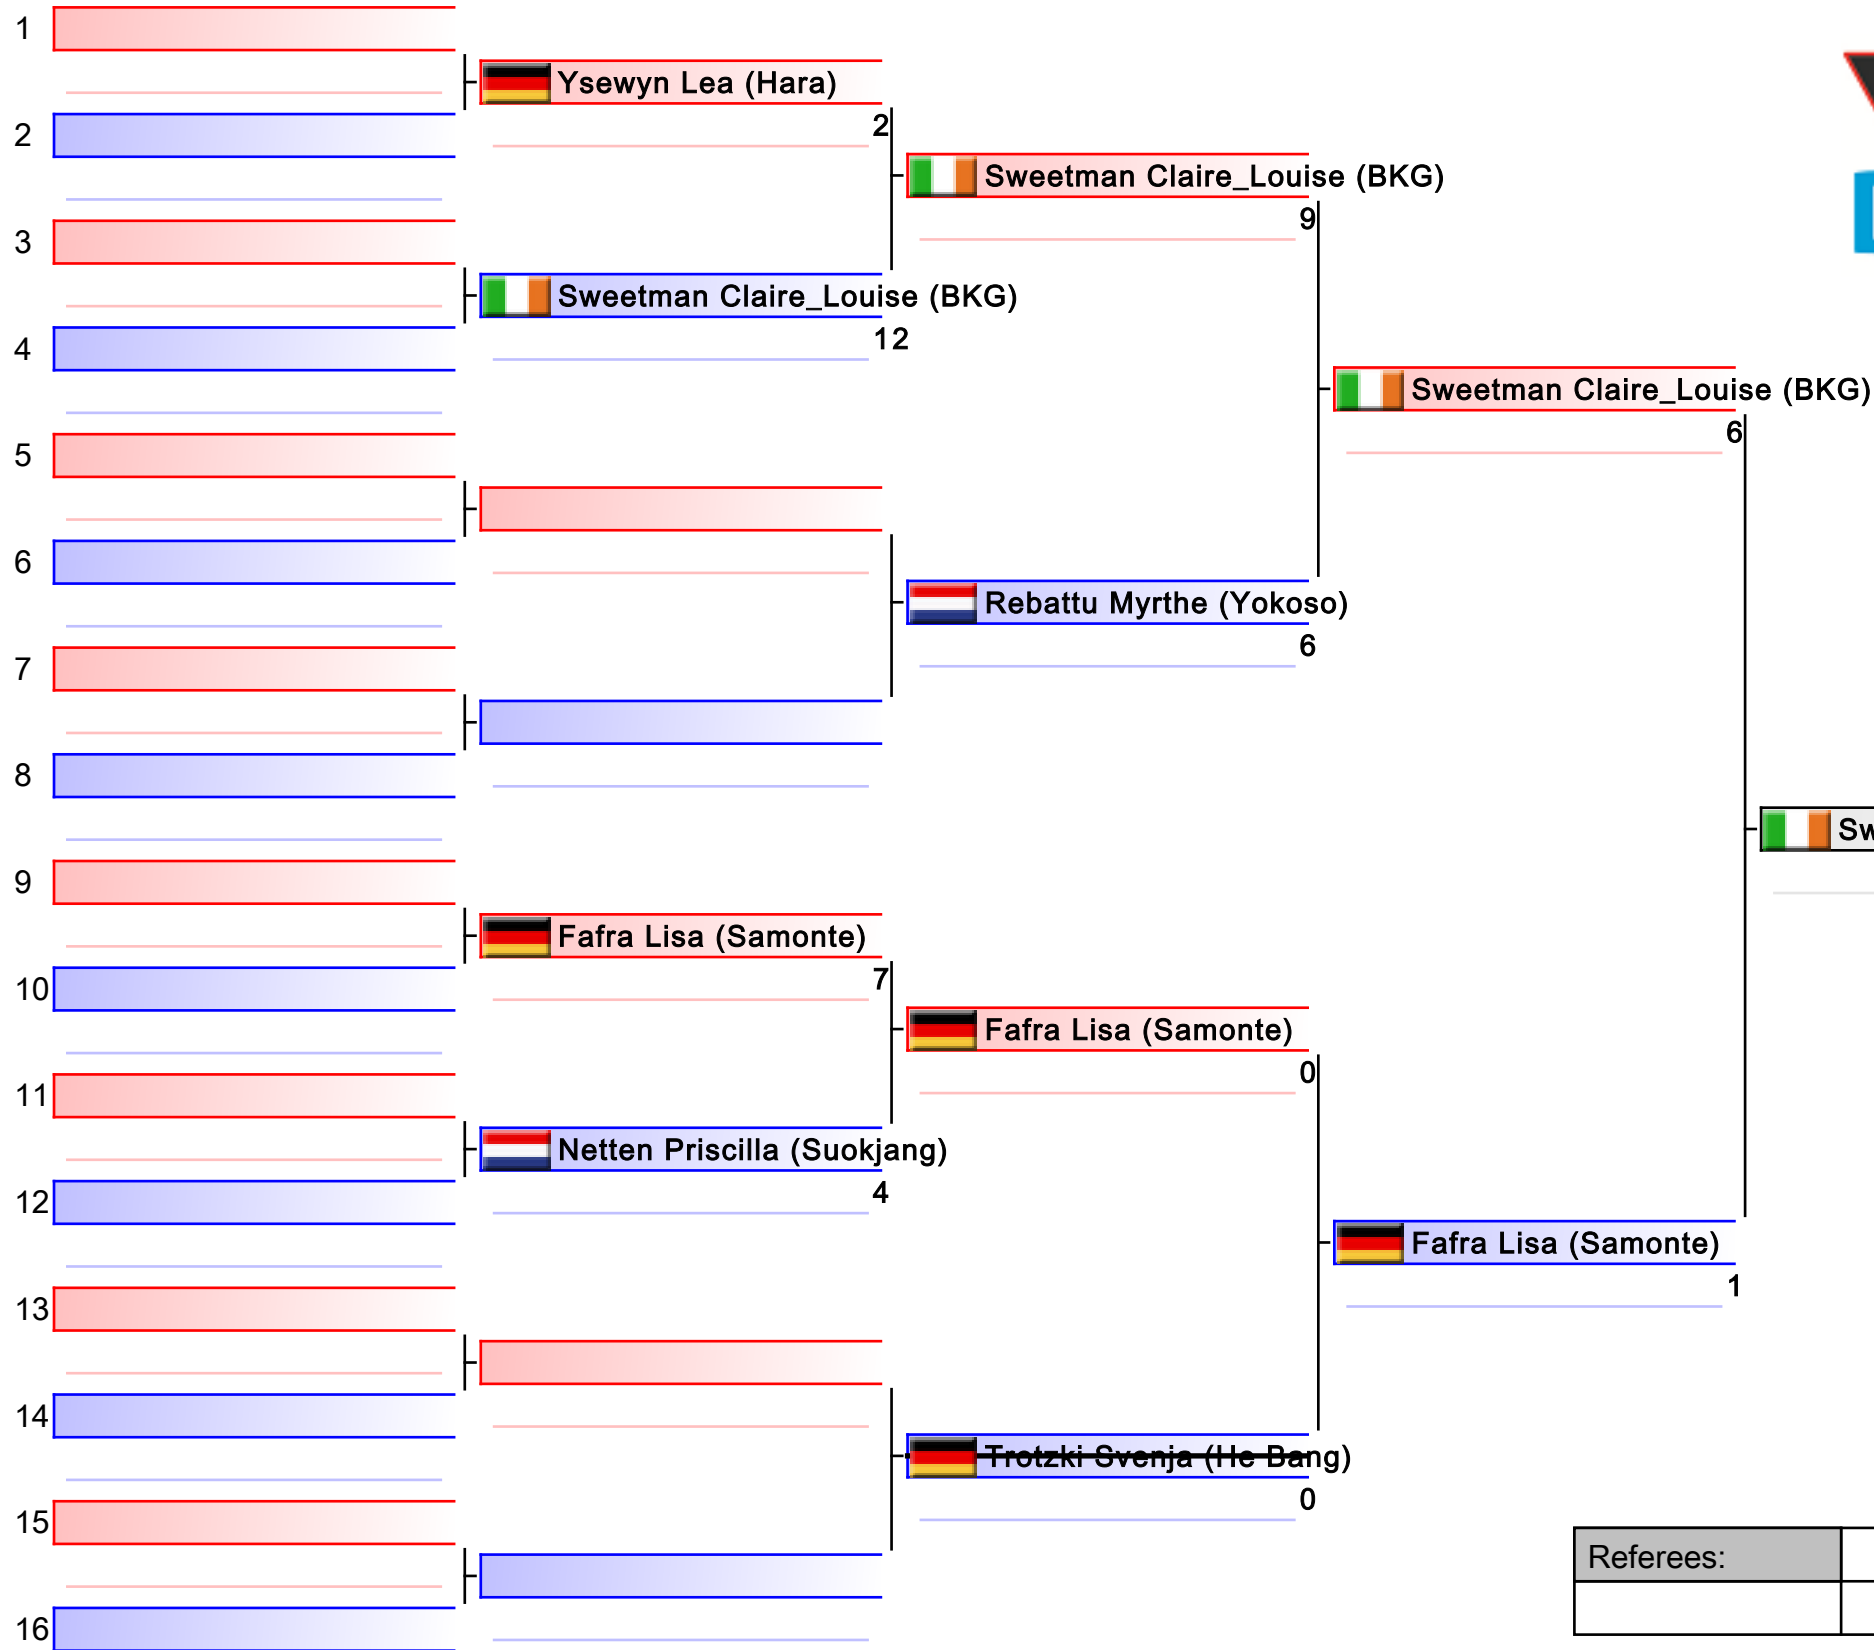 1
Ysewyn Lea (Hara)
2
2
Sweetman Claire_Louise (BKG)
9
3
Sweetman Claire_Louise (BKG)
12
4
Sweetman Claire_Louise (BKG)
6
5
6
Rebattu Myrthe (Yokoso)
6
7
8
Sw
9
Fafra Lisa (Samonte)
7
10
Fafra Lisa (Samonte)
0
11
Netten Priscilla (Suokjang)
4
12
Fafra Lisa (Samonte)
1
13
14
Trotzki Svenja (He Bang)
0
15
Referees:
16